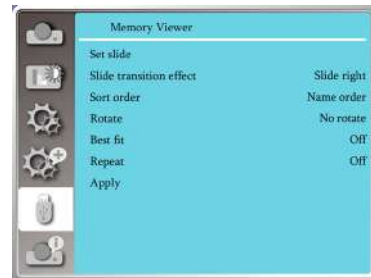 Memory Viewer
Set slide
Slide transition effect Slide right
Sort order Name order
Rotate No rotate
Best fit Off
Repeat Off
Apply